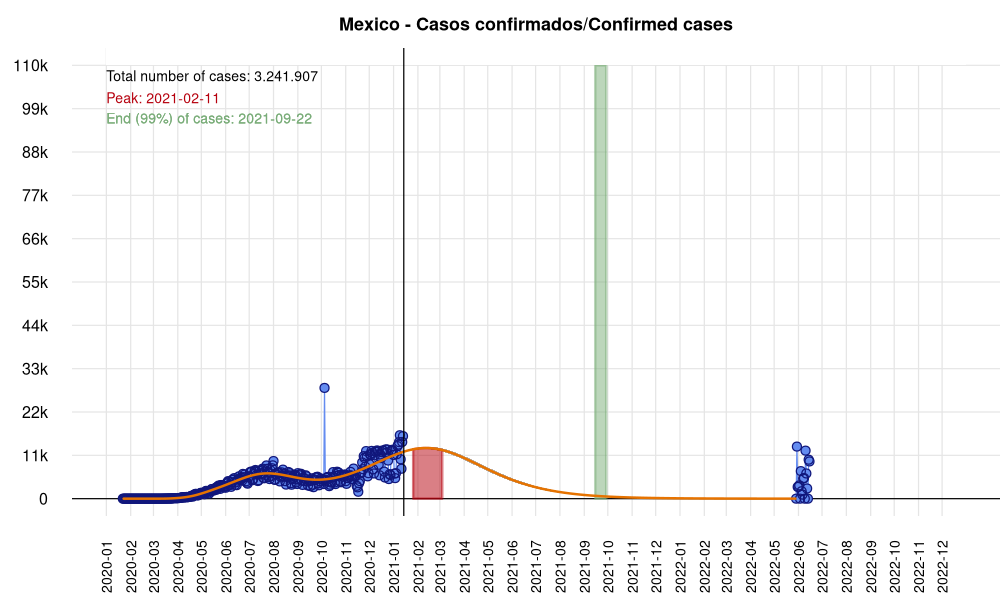 Mexico - Casos confirmados/Confirmed cases
Total number of cases: 3.241.907
Peak: 2021-02-11
End (99%) of cases: 2021-09-22
110k
99k
88k
77k
66k
55k
44k
33k
22k
11k
0
2020-01
2020-02
2020-03
2020-04
2020-05
2020-06
2020-07
2020-08
2020-09
2020-10
2020-11
2020-12
2021-01
2021-02
2021-03
2021-04
2021-05
2021-06
2021-07
2021-08
2021-09
2021-10
2021-11
2021-12
2022-02
2022-03
2022-04
2022-05
2022-06
2022-07
2022-08
2022-09
2022-10
2022-11
2022-12